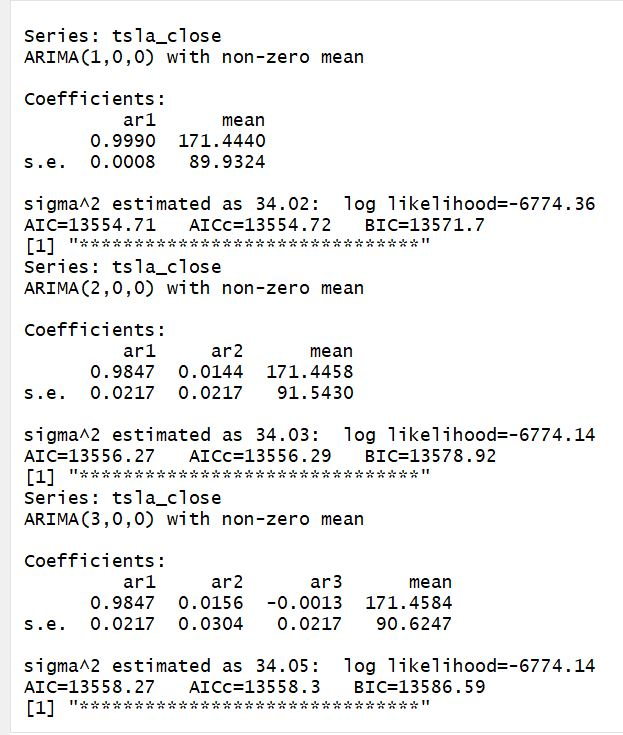 Series: tsla_close
ARIMA(1,0,0) with non-zero mean
Coefficients:
ar1 mean
0.9990 171.4440
s.e. 0.0008 89.9324
sigma^2 estimated as 34.02: log likelihood=-6774.36
AIC=13554.71 AICc=13554.72 BIC=13571.7
[1] "*******************************"
Series: tsla_close
ARIMA(2,0,0) with non-zero mean
Coefficients:
ar1 ar2 mean
0.9847 0.0144 171.4458
s.e. 0.0217 0.0217 91.5430
sigma^2 estimated as 34.03: log likelihood=-6774.14
AIC=13556.27 AICc=13556.29 BIC=13578.92
[1] "*******************************"
Series: tsla_close
ARIMA(3,0,0) with non-zero mean
Coefficients:
ar1 ar2 ar3 mean
0.9847 0.0156 -0.0013 171.4584
s.e. 0.0217 0.0304 0.0217 90.6247
sigma^2 estimated as 34.05: log likelihood=-6774.14
AIC=13558.27 AICc=13558.3 BIC=13586.59
[1] "*******************************"